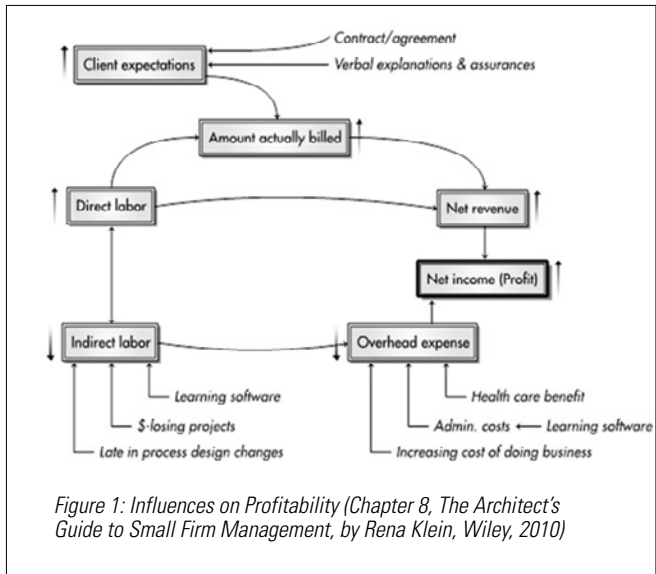 Contract/agreement
Client expectations
Verbal explanations & assurances
Amount actually billed
Direct labor
Net revenue
Net income (Profit)
Indirect labor
Overhead expense
Learning software
Health care benefit
$-losing projects
Admin. costs
Learning software
Late in process design changes
Increasing cost of doing business
Figure 1: Influences on Profitability (Chapter 8, The Architect's
Guide to Small Firm Management, by Rena Klein, Wiley, 2010)